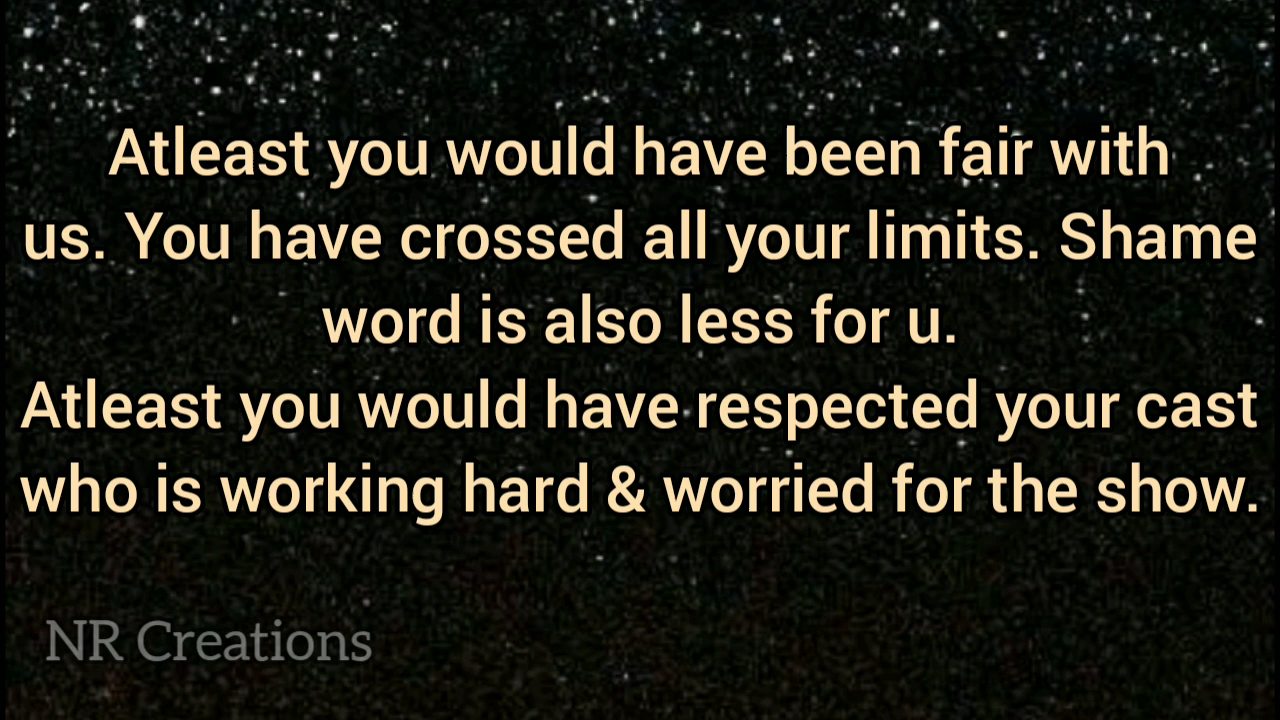 Atleast you would have been fair with
us. You have crossed all your limits. Shame
word is also less for u.
Atleast you would have respected your cast
who is working hard & worried for the show.
NR Creations